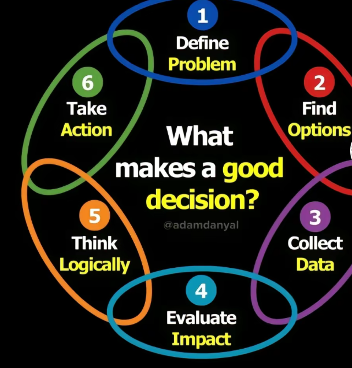 1
Define
Problem
2
Find
Options
3
Collect
Data
4
Evaluate
Impact
5
Think
Logically
6
Take
Action
What
makes a good
decision?
@adamdanyal